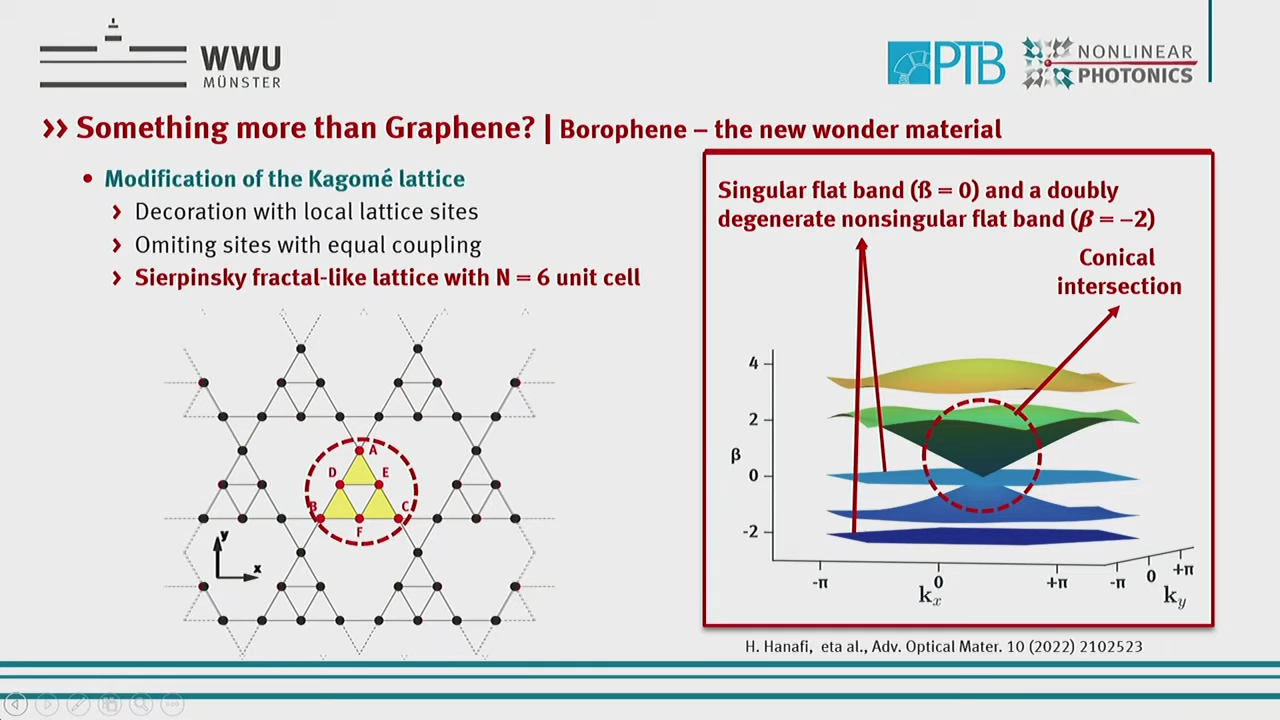 WWU
MÜNSTER
PTB
NONLINEAR
PHOTONICS
›› Something more than Graphene? | Borophene – the new wonder material
• Modification of the Kagomé lattice
› Decoration with local lattice sites
› Omiting sites with equal coupling
› Sierpinsky fractal-like lattice with N = 6 unit cell
A
D
E
B
C
F
y
x
Singular flat band (ß = 0) and a doubly
degenerate nonsingular flat band (β = –2)
Conical
intersection
4
2
β
0
-2
-π
0
+π
-π
0
+π
kx
ky
H. Hanafi, eta al., Adv. Optical Mater. 10 (2022) 2102523